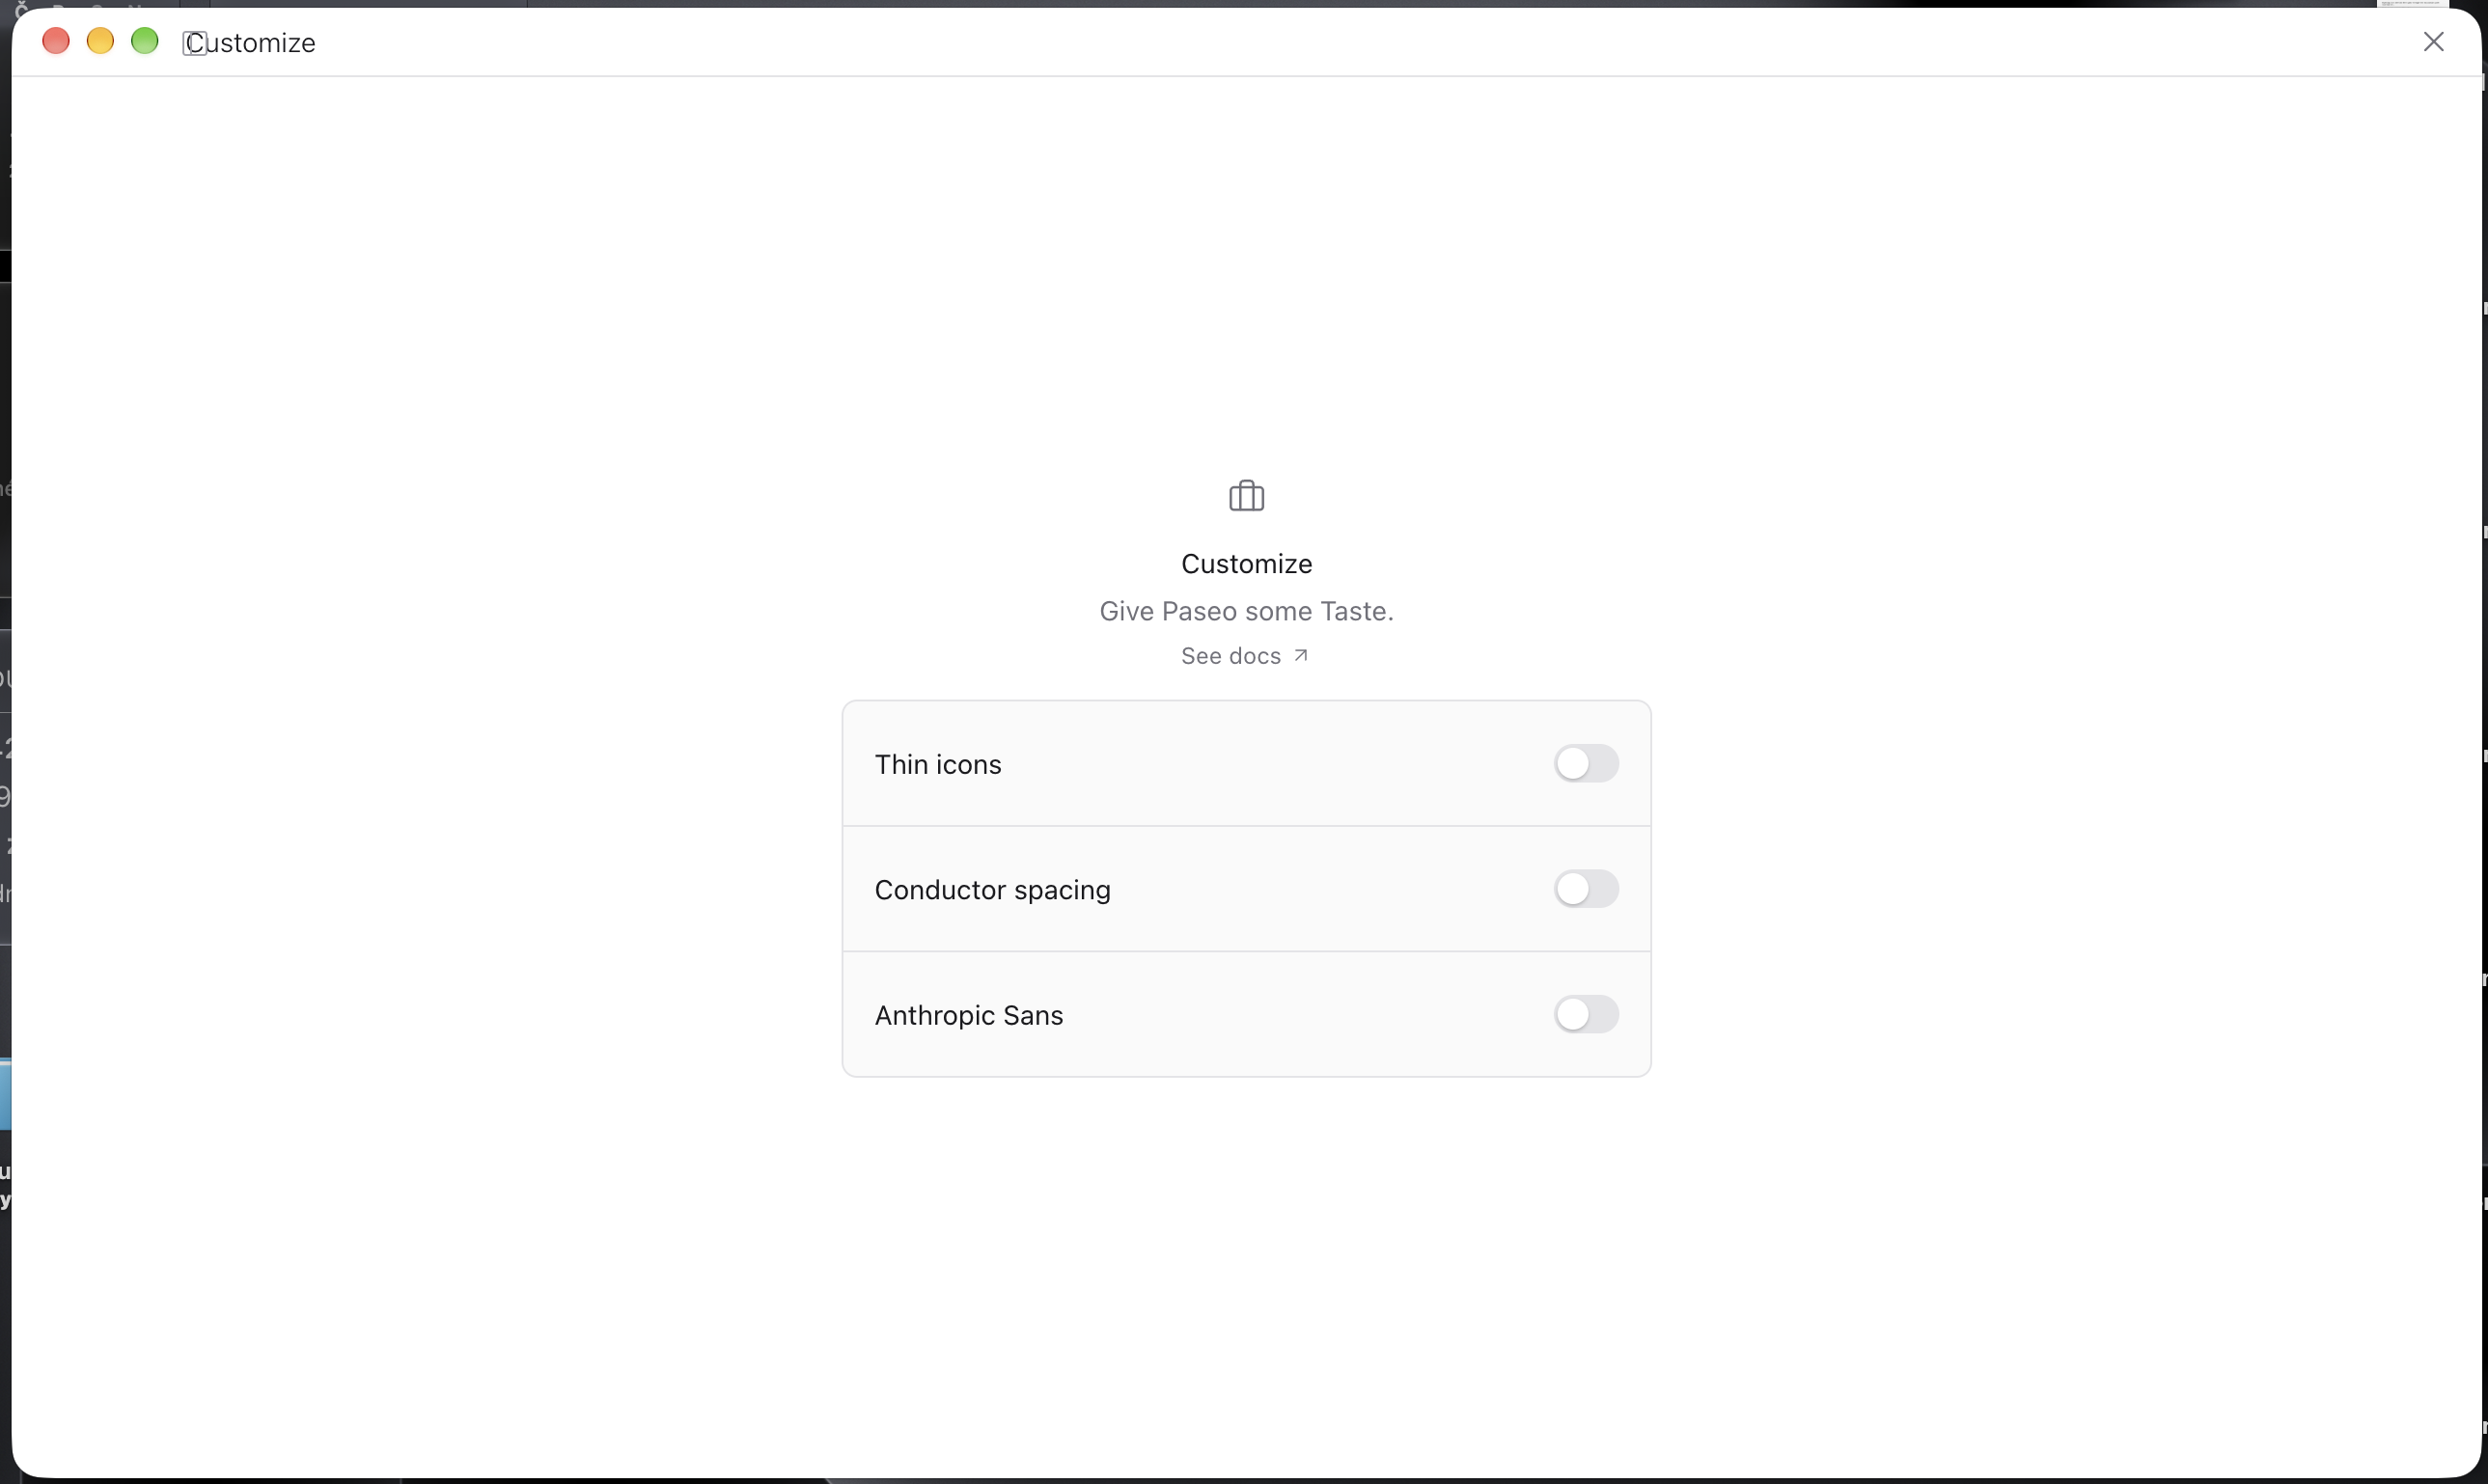 Customize
Customize
Give Paseo some Taste.
See docs
Thin icons
Conductor spacing
Anthropic Sans